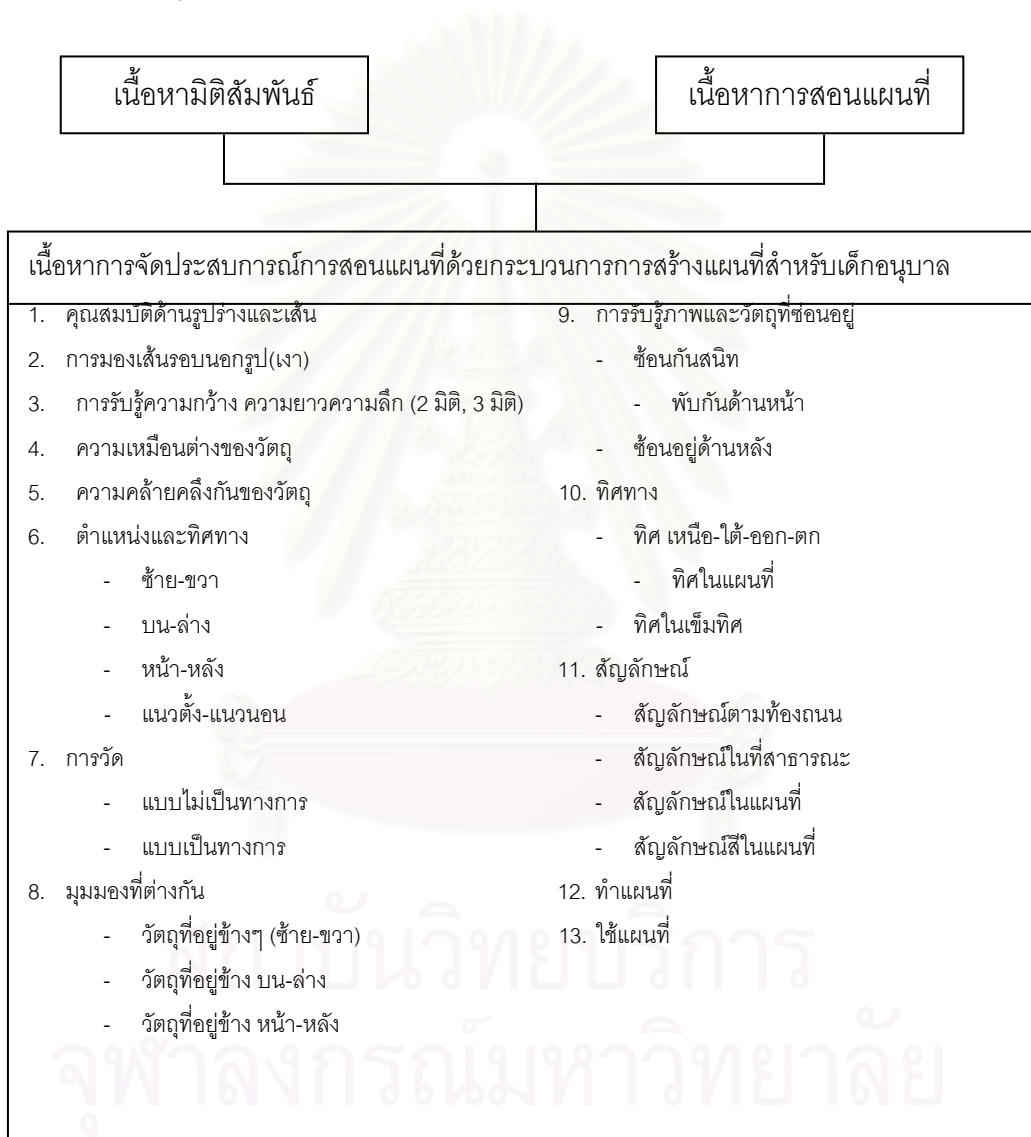 เนื้อหามิติสัมพันธ์
เนื้อหาการสอนแผนที่
เนื้อหาการจัดประสบการณ์การสอนแผนที่ด้วยกระบวนการการสร้างแผนที่สำหรับเด็กอนุบาล
1. คุณสมบัติด้านรูปร่างและเส้น
2. การมองเส้นรอบนอกรูป(เงา)
3. การรับรู้ความกว้าง ความยาวความลึก (2 มิติ, 3 มิติ)
4. ความเหมือนต่างของวัตถุ
5. ความคล้ายคลึงกันของวัตถุ
6. ตำแหน่งและทิศทาง
- ซ้าย-ขวา
- บน-ล่าง
- หน้า-หลัง
- แนวตั้ง-แนวนอน
7. การวัด
- แบบไม่เป็นทางการ
- แบบเป็นทางการ
8. มุมมองที่ต่างกัน
- วัตถุที่อยู่ข้างๆ (ซ้าย-ขวา)
- วัตถุที่อยู่ข้าง บน-ล่าง
- วัตถุที่อยู่ข้าง หน้า-หลัง
9. การรับรู้ภาพและวัตถุที่ซ่อนอยู่
- ซ้อนกันสนิท
- พับกันด้านหน้า
- ซ้อนอยู่ด้านหลัง
10. ทิศทาง
- ทิศ เหนือ-ใต้-ออก-ตก
- ทิศในแผนที่
- ทิศในเข็มทิศ
11. สัญลักษณ์
- สัญลักษณ์ตามท้องถนน
- สัญลักษณ์ในที่สาธารณะ
- สัญลักษณ์ในแผนที่
- สัญลักษณ์สีในแผนที่
12. ทำแผนที่
13. ใช้แผนที่
สถาบันวิทยบริการ
จุฬาลงกรณ์มหาวิทยาลัย